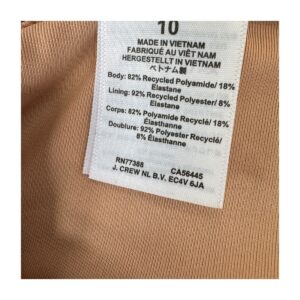 10
MADE IN VIETNAM
FABRIQUÉ AU VIÊT NAM
HERGESTELLT IN VIETNAM
ベトナム製
Body: 82% Recycled Polyamide/ 18%
Elastane
Lining: 92% Recycled Polyester/ 8%
Elastane
Corps: 82% Polyamide Recyclé/ 18%
Élasthanne
Doublure: 92% Polyester Recyclé/
8% Élasthanne
RN77388 CA56445
J. CREW NL B.V. EC4V 6JA